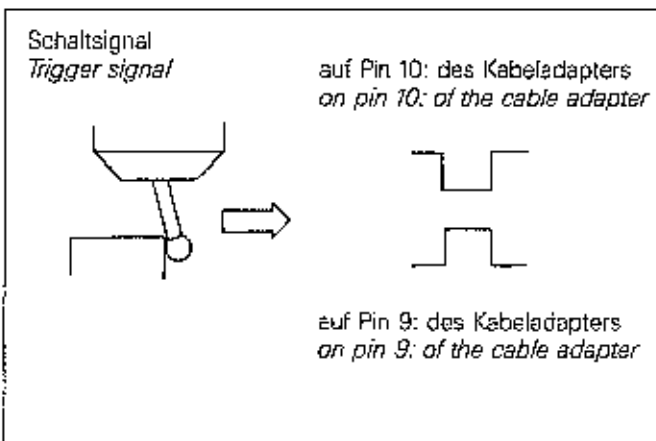 Schaltsignal
Trigger signal
auf Pin 10: des Kabeladapters
on pin 10: of the cable adapter
auf Pin 9: des Kabeladapters
on pin 9: of the cable adapter